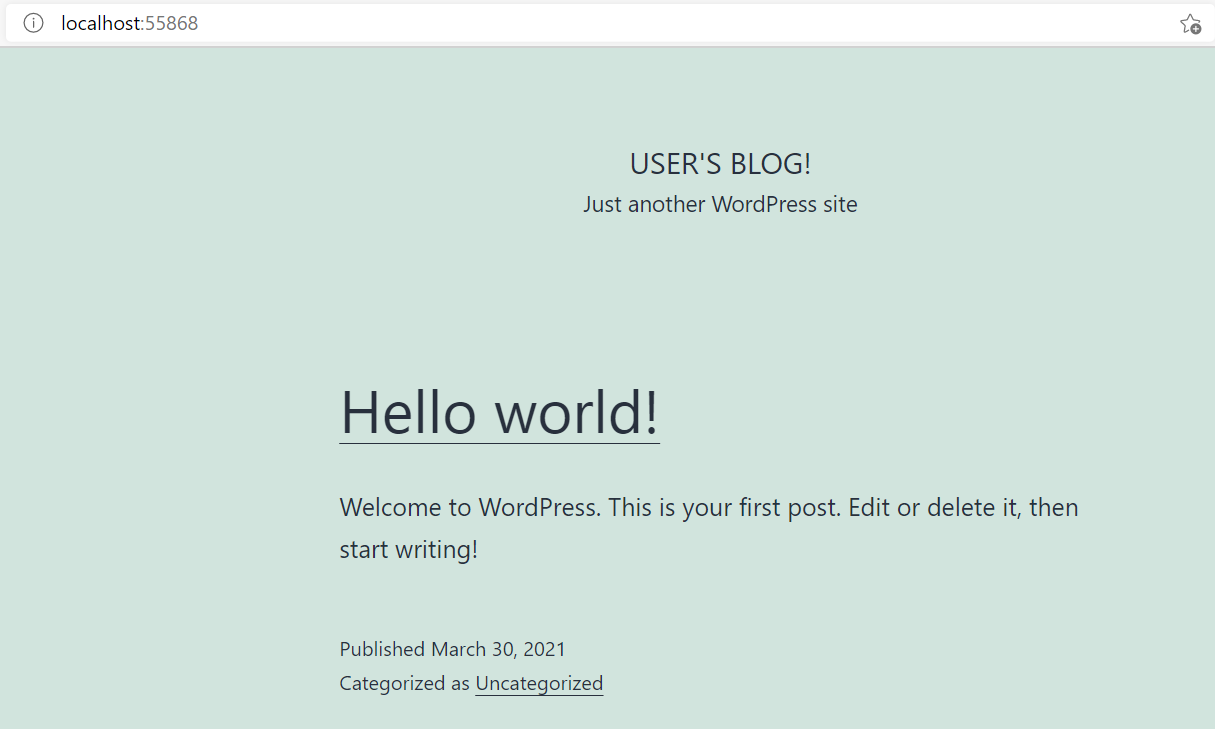 localhost:55868
USER'S BLOG!
Just another WordPress site
Hello world!
Welcome to WordPress. This is your first post. Edit or delete it, then
start writing!
Published March 30, 2021
Categorized as Uncategorized